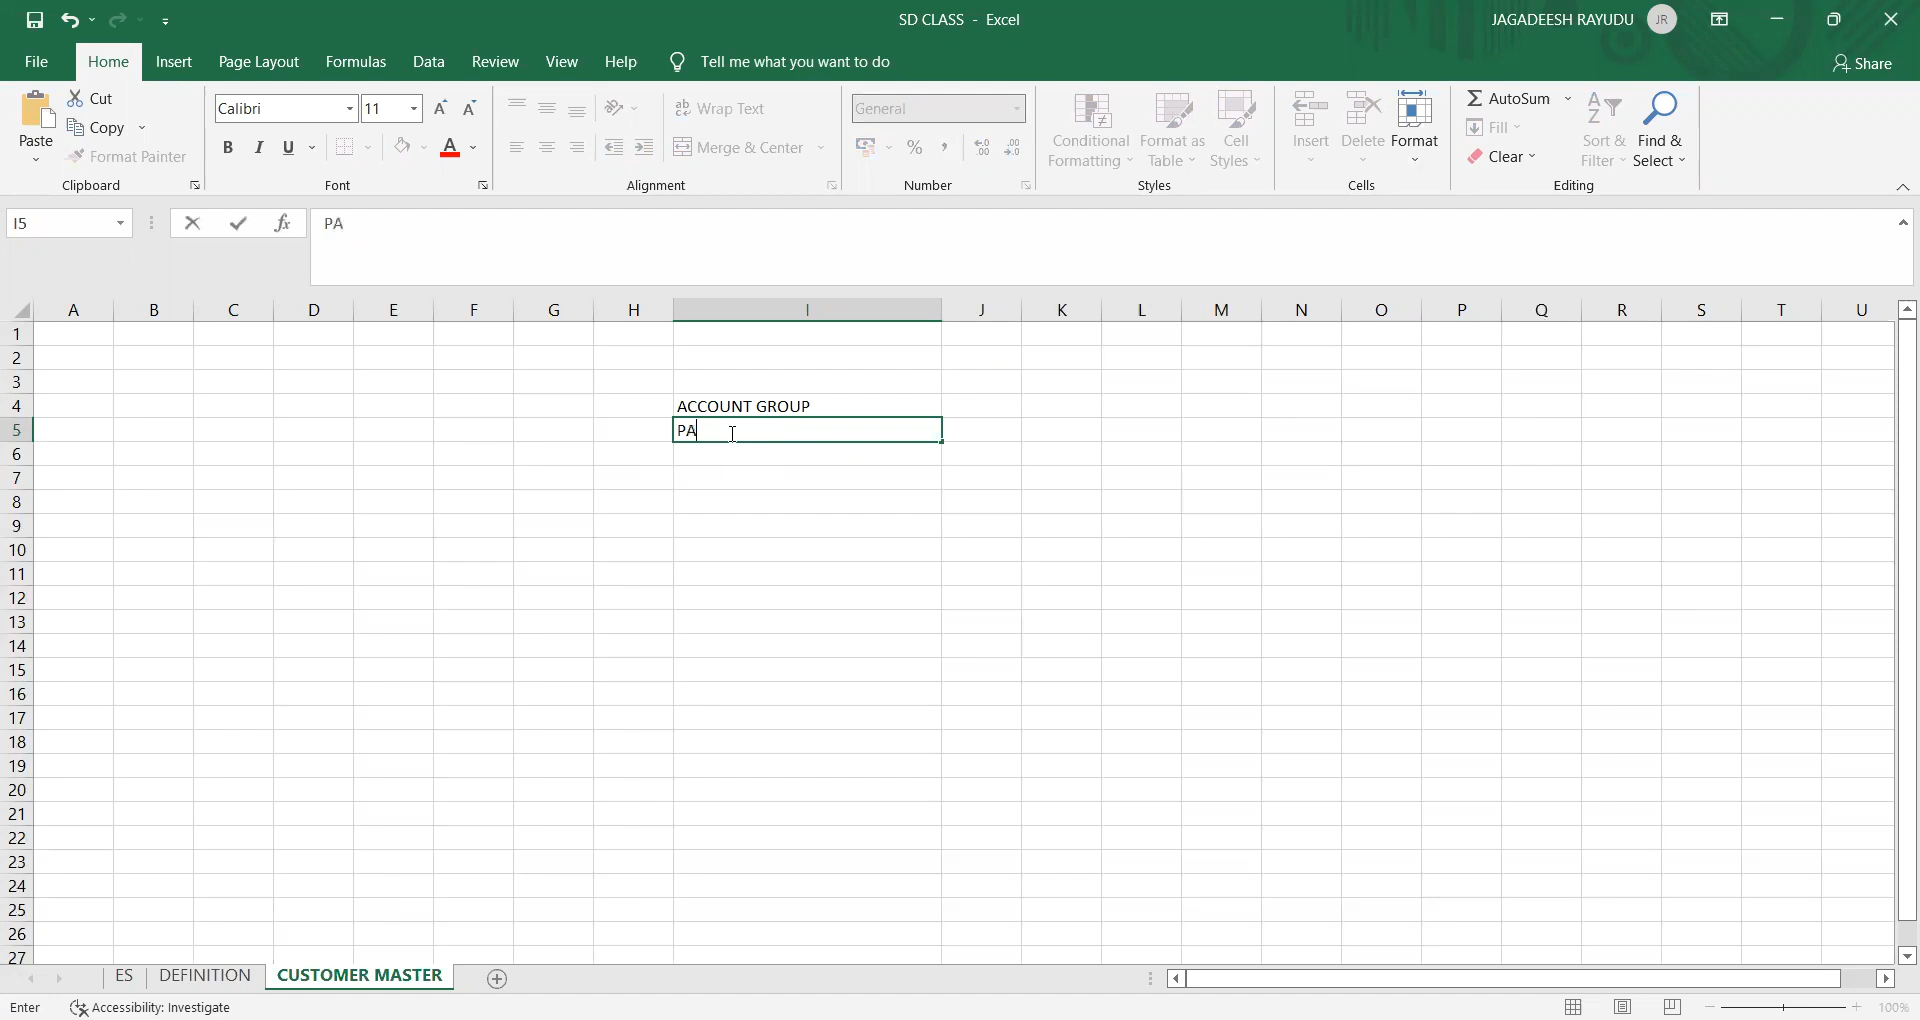 SD CLASS - Excel
JAGADEESH RAYUDU JR
File Home Insert Page Layout Formulas Data Review View Help Tell me what you want to do Share
Paste Cut Copy Format Painter
Clipboard
Calibri 11 A A
B I U A
Font
ab Wrap Text
Merge & Center
Alignment
General
% , .00 .00
Number
Conditional Formatting
Format as Table
Cell Styles
Styles
Insert Delete Format
Cells
AutoSum
Fill
Clear
Sort & Filter
Find & Select
Editing
I5 fx PA
A B C D E F G H I J K L M N O P Q R S T U
1
2
3
4 ACCOUNT GROUP
5 PA
6
7
8
9
10
11
12
13
14
15
16
17
18
19
20
21
22
23
24
25
26
27
ES DEFINITION CUSTOMER MASTER
Enter Accessibility: Investigate 100%